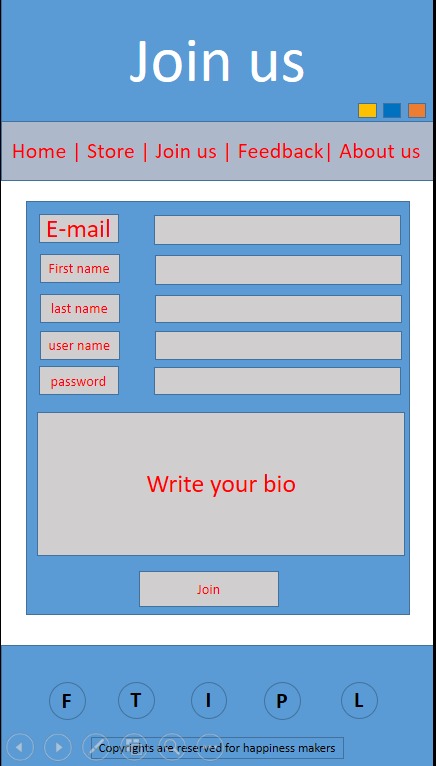 Join us
Home | Store | Join us | Feedback| About us
E-mail
First name
last name
user name
password
Write your bio
Join
F T I P L
Copyrights are reserved for happiness makers